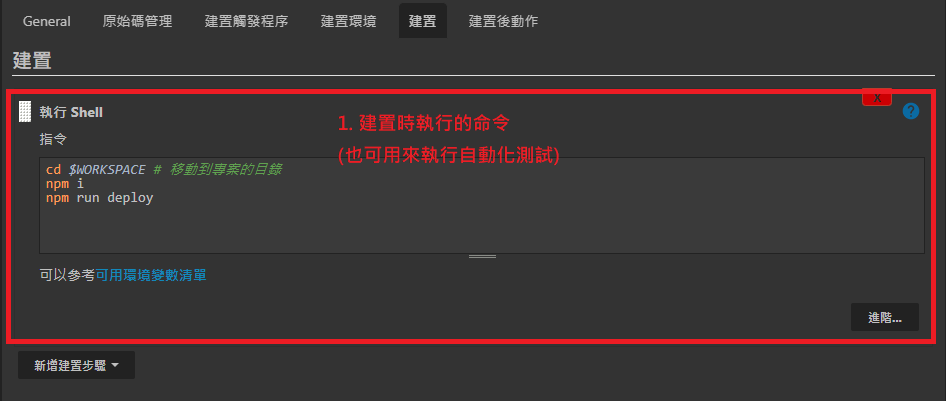 General 原始碼管理 建置觸發程序 建置環境 建置 建置後動作
建置
X
執行 Shell
?
1. 建置時執行的命令
指令
(也可用來執行自動化測試)
cd $WORKSPACE # 移動到專案的目錄
npm i
npm run deploy
可以參考可用環境變數清單
進階...
新增建置步驟